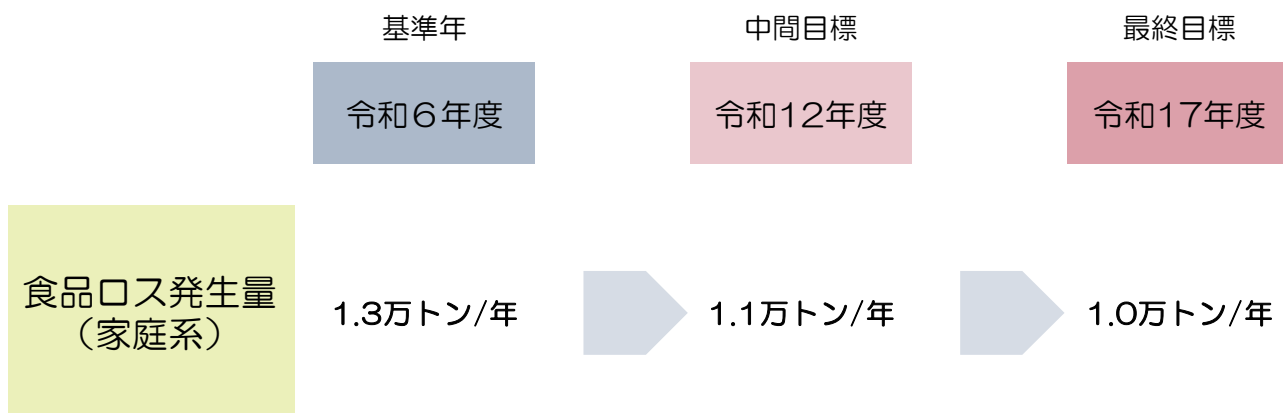 基準年 中間目標 最終目標
令和６年度 令和12年度 令和17年度
食品ロス発生量
（家庭系）
1.3万トン/年 1.1万トン/年 1.0万トン/年